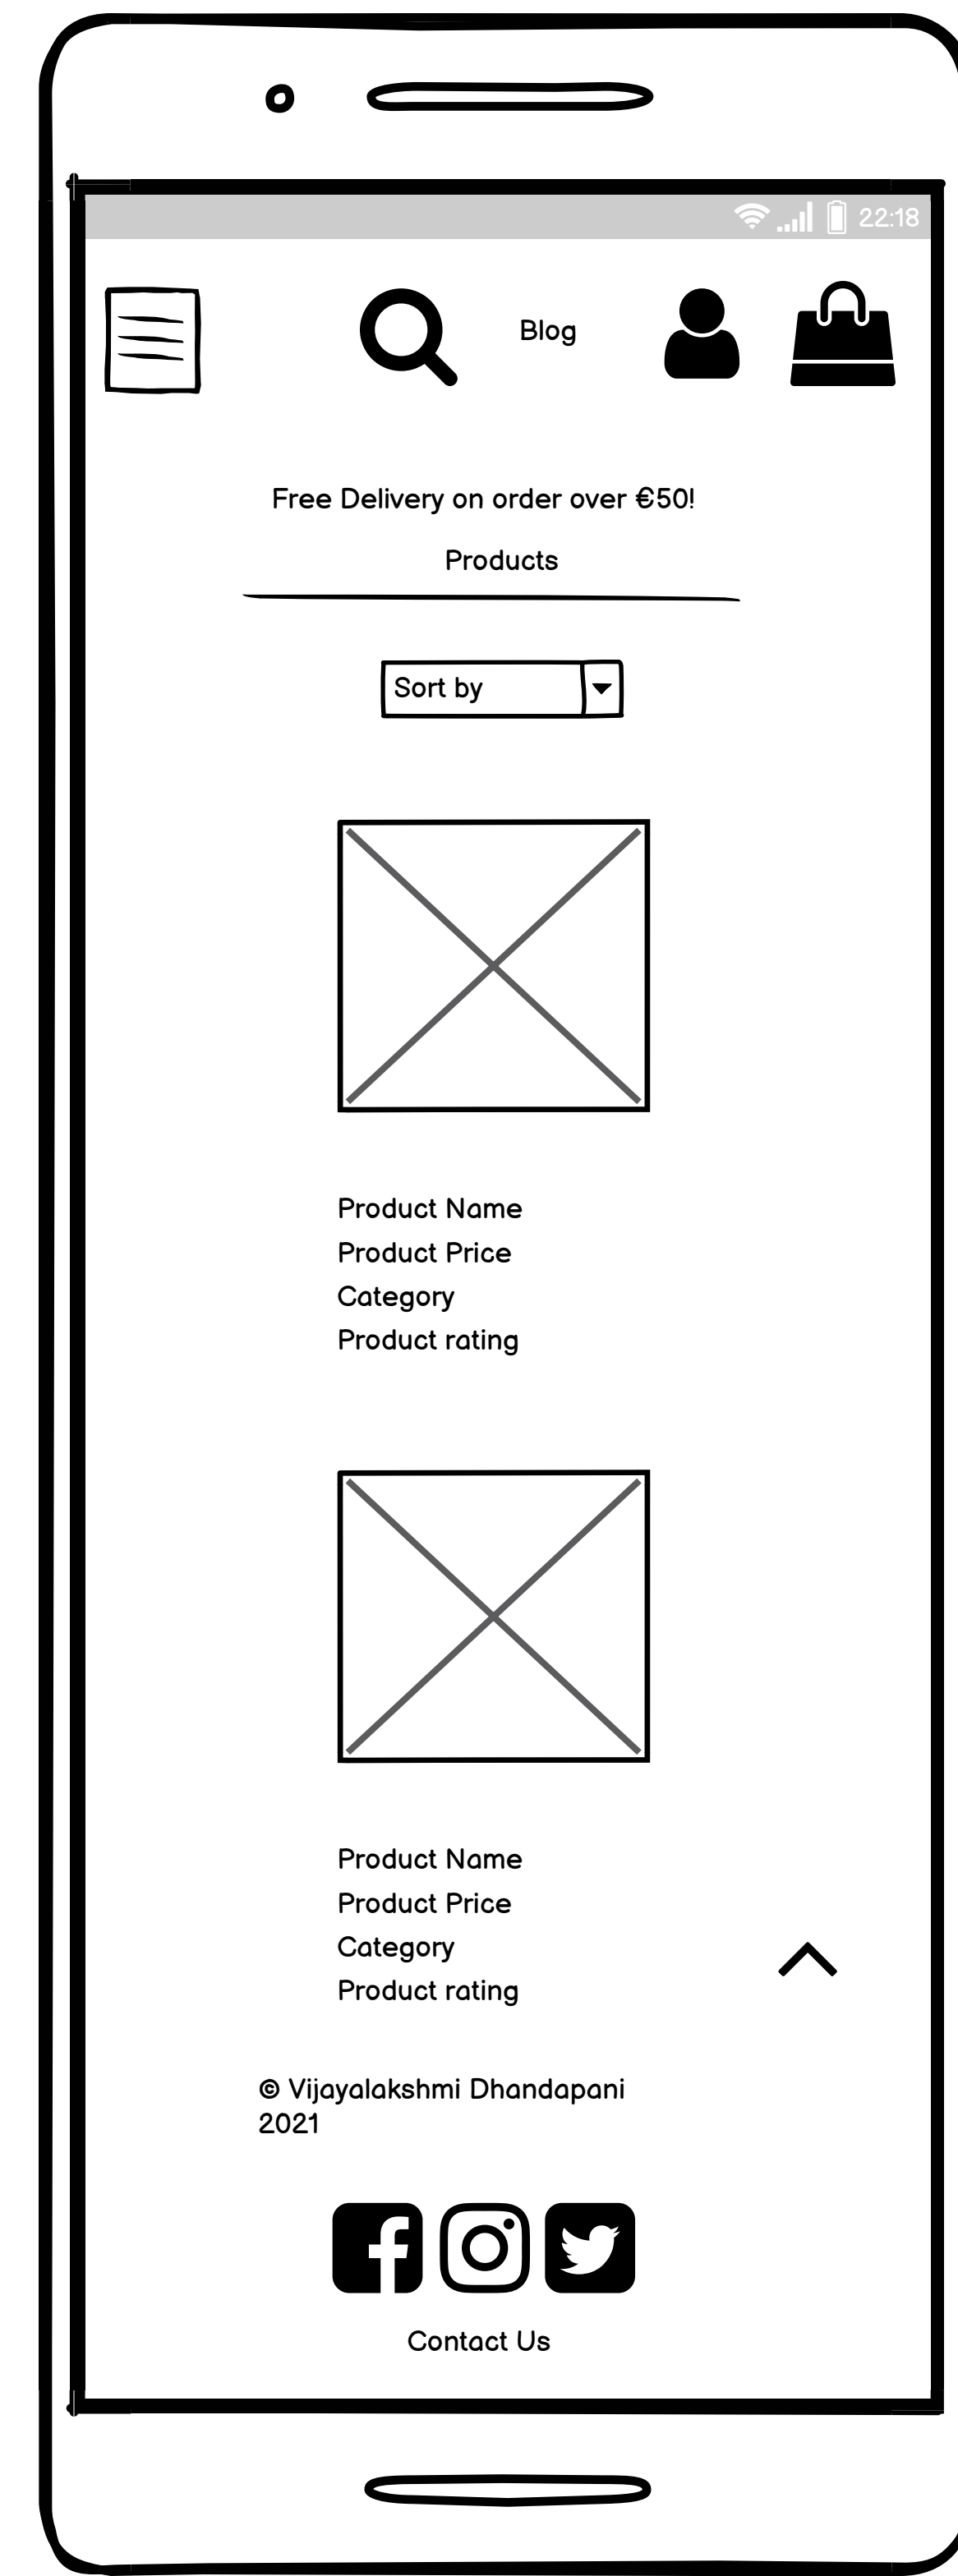 22:18
Blog
Free Delivery on order over €50!
Products
Sort by
Product Name
Product Price
Category
Product rating
Product Name
Product Price
Category
Product rating
© Vijayalakshmi Dhandapani
2021
Contact Us